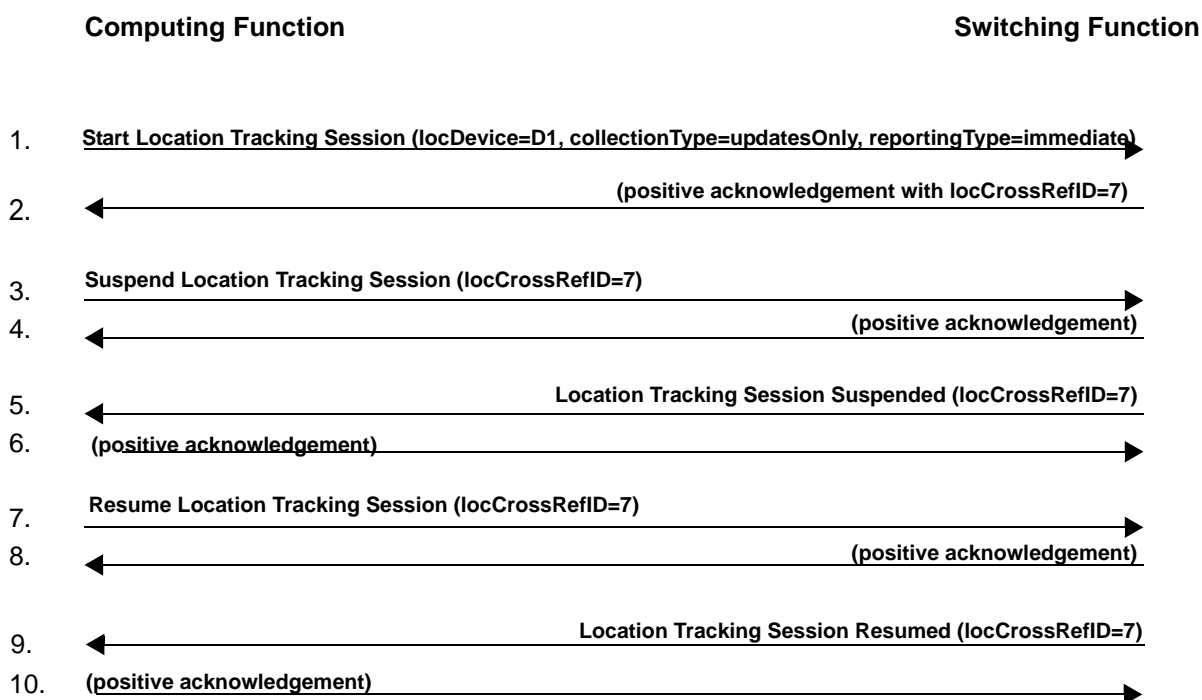 Computing Function Switching Function
1. Start Location Tracking Session (locDevice=D1, collectionType=updatesOnly, reportingType=immediate)
2. (positive acknowledgement with locCrossRefID=7)
3. Suspend Location Tracking Session (locCrossRefID=7)
4. (positive acknowledgement)
5. Location Tracking Session Suspended (locCrossRefID=7)
6. (positive acknowledgement)
7. Resume Location Tracking Session (locCrossRefID=7)
8. (positive acknowledgement)
9. Location Tracking Session Resumed (locCrossRefID=7)
10. (positive acknowledgement)